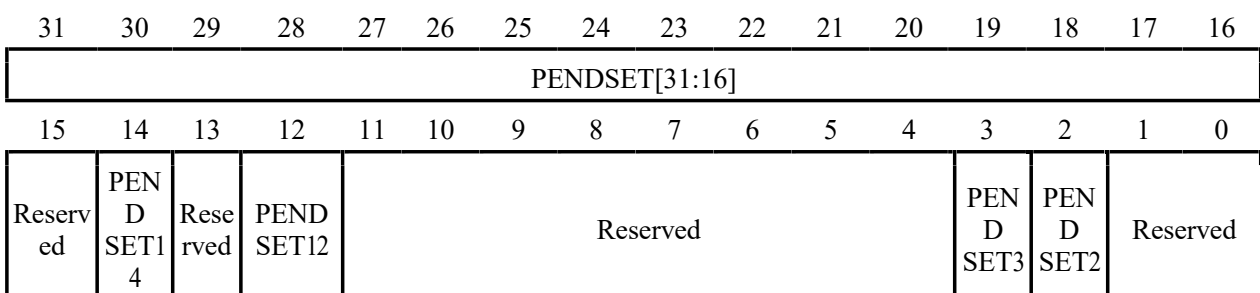 31 30 29 28 27 26 25 24 23 22 21 20 19 18 17 16
PENDSET[31:16]
15 14 13 12 11 10 9 8 7 6 5 4 3 2 1 0
Reserv
ed
PEN
D
SET1
4
Rese
rved
PEND
SET12
Reserved
PEN
D
SET3
PEN
D
SET2
Reserved